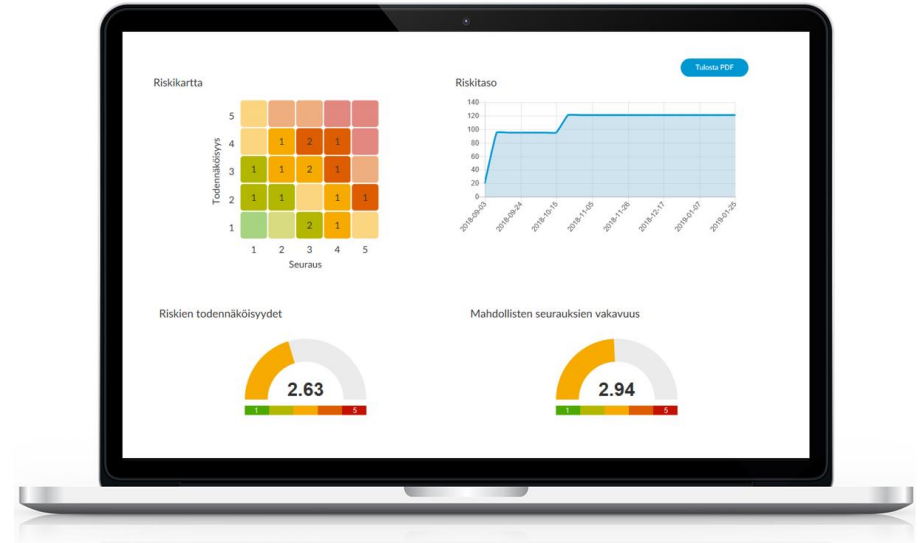 Tulosta PDF
Riskikartta
5
4 1 2 1
3 1 1 2 1
2 1 1 1 1
1 2 1
1 2 3 4 5
Todennäköisyys
Seuraus
Riskitaso
140
120
100
80
60
40
20
0
2018-09-03 2018-09-24 2018-10-15 2018-11-05 2018-11-26 2018-12-17 2019-01-07 2019-01-25
Riskien todennäköisyydet
2.63
1 5
Mahdollisten seurauksien vakavuus
2.94
1 5